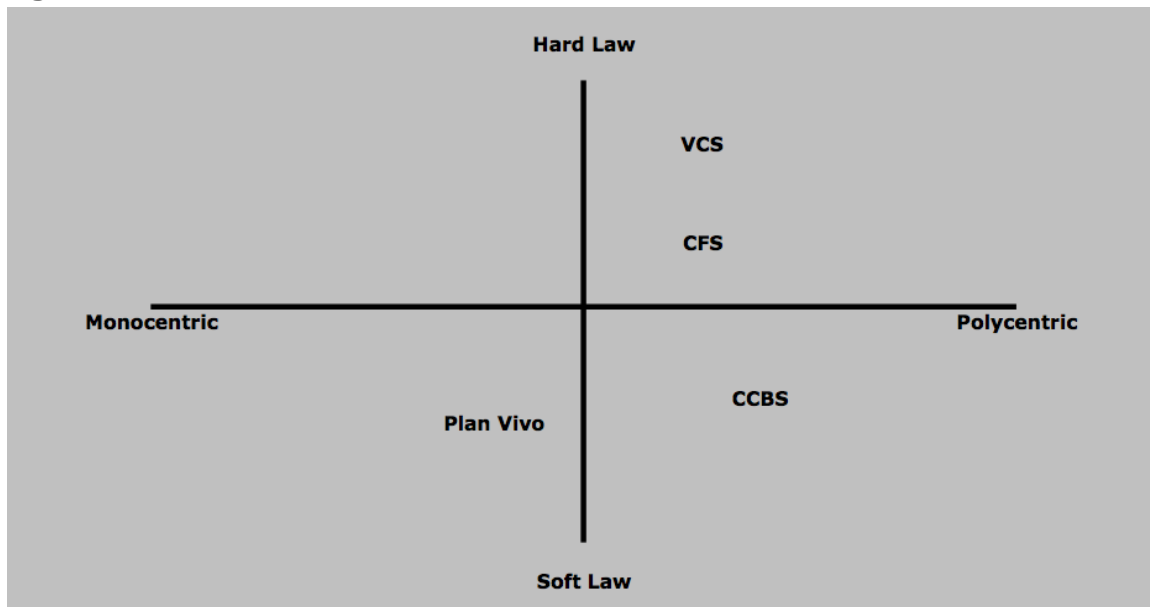 Hard Law
VCS
CFS
Monocentric
Polycentric
CCBS
Plan Vivo
Soft Law